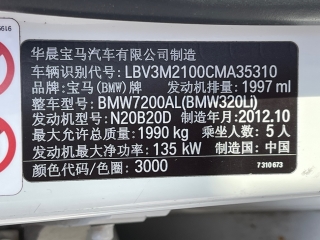 华晨宝马汽车有限公司制造
车辆识别代号: LBV3M2100CMA35310
品牌: 宝马(BMW)牌 发动机排量: 1997 ml
整车型号: BMW7200AL(BMW320Li)
发动机型号: N20B20D 制造年月: 2012.10
最大允许总质量: 1990 kg 乘坐人数: 5 人
发动机最大净功率: 135 kW 制造国: 中国
颜色代码/色圈: 3000
7 310 673